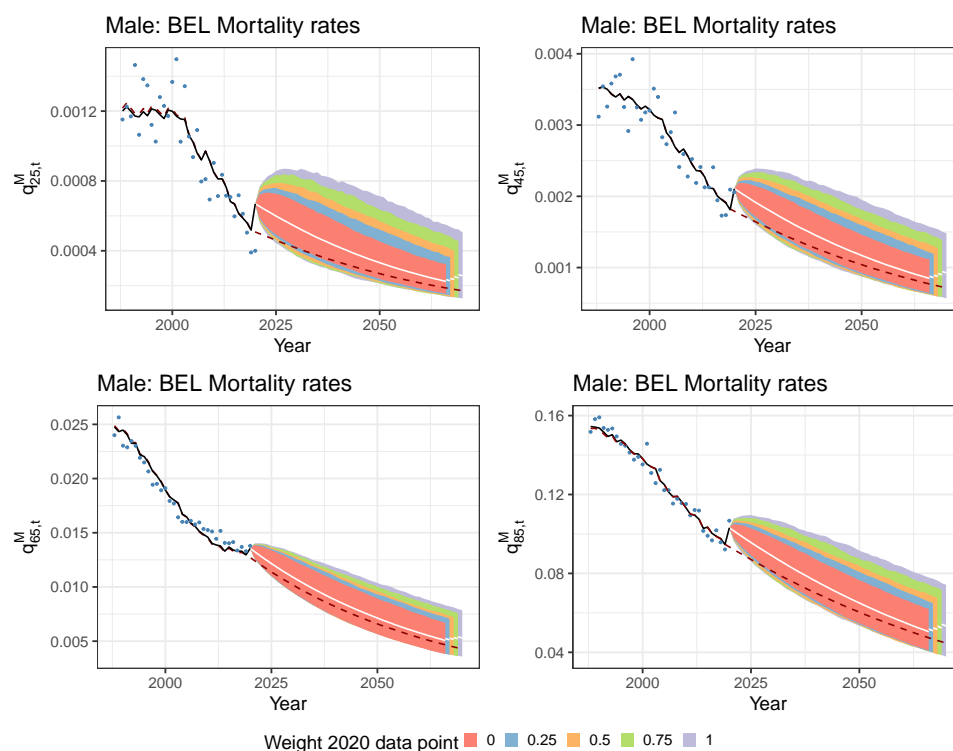 Male: BEL Mortality rates
Male: BEL Mortality rates
q^M_25,t
0.0012
0.0008
0.0004
2000
2025
2050
Year
q^M_45,t
0.004
0.003
0.002
0.001
2000
2025
2050
Year
Male: BEL Mortality rates
Male: BEL Mortality rates
q^M_65,t
0.025
0.020
0.015
0.010
0.005
2000
2025
2050
Year
q^M_85,t
0.16
0.12
0.08
0.04
2000
2025
2050
Year
Weight 2020 data point 0 0.25 0.5 0.75 1